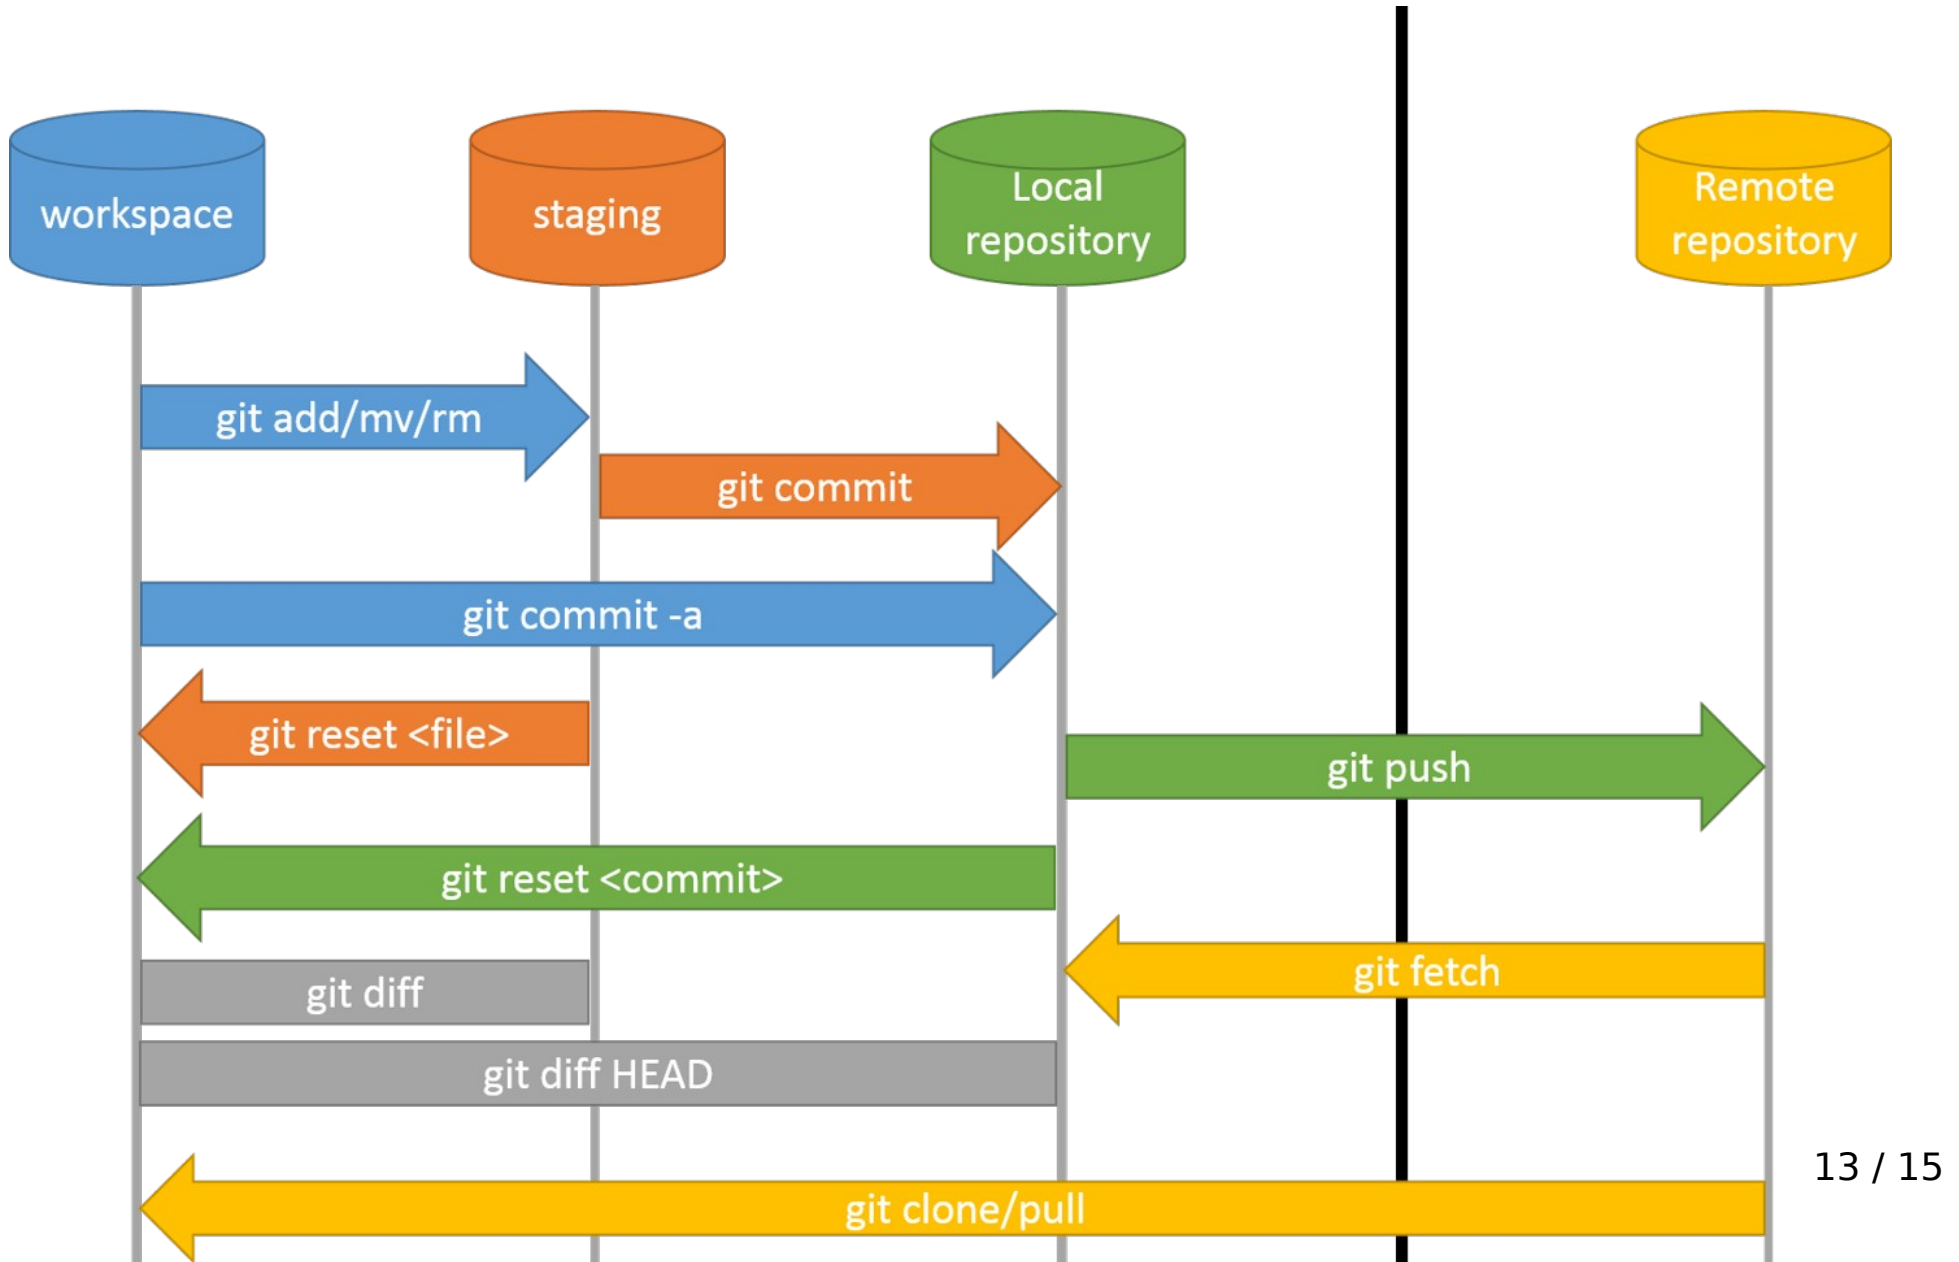 workspace
staging
Local
repository
Remote
repository
git add/mv/rm
git commit
git commit -a
git reset <file>
git push
git reset <commit>
git fetch
git diff
git diff HEAD
13 / 15
git clone/pull